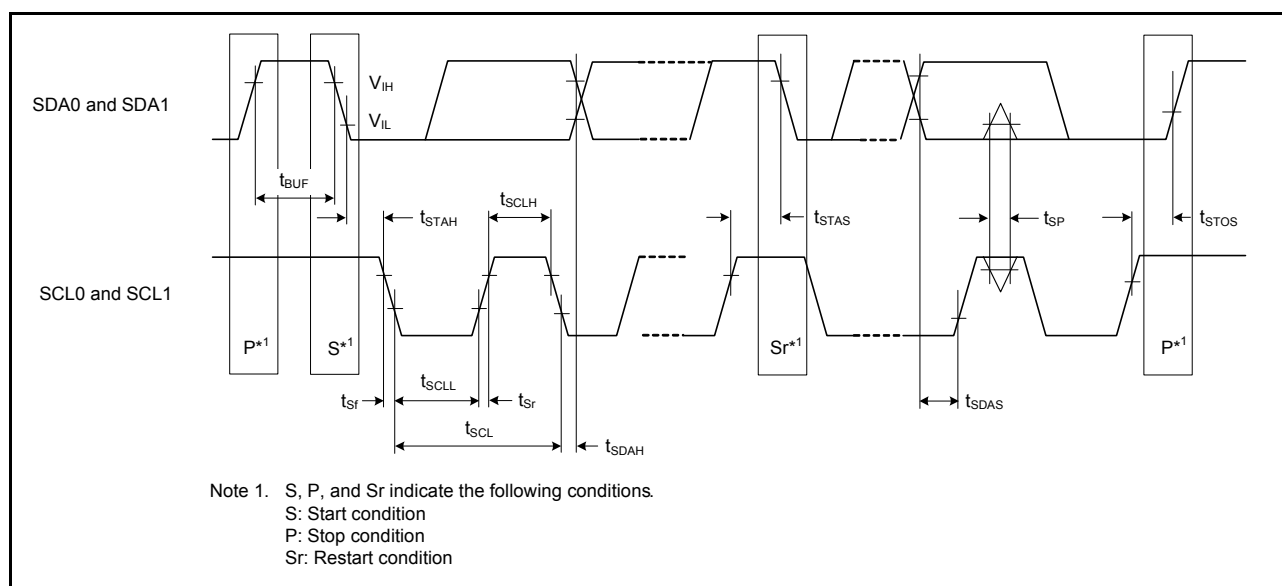 SDA0 and SDA1
VIH
VIL
tBUF
tSTAH
tSCLH
tSTAS
tSP
tSTOS
SCL0 and SCL1
P*1
S*1
Sr*1
P*1
tSf
tSCLL
tSr
tSDAS
tSCL
tSDAH
Note 1. S, P, and Sr indicate the following conditions.
S: Start condition
P: Stop condition
Sr: Restart condition